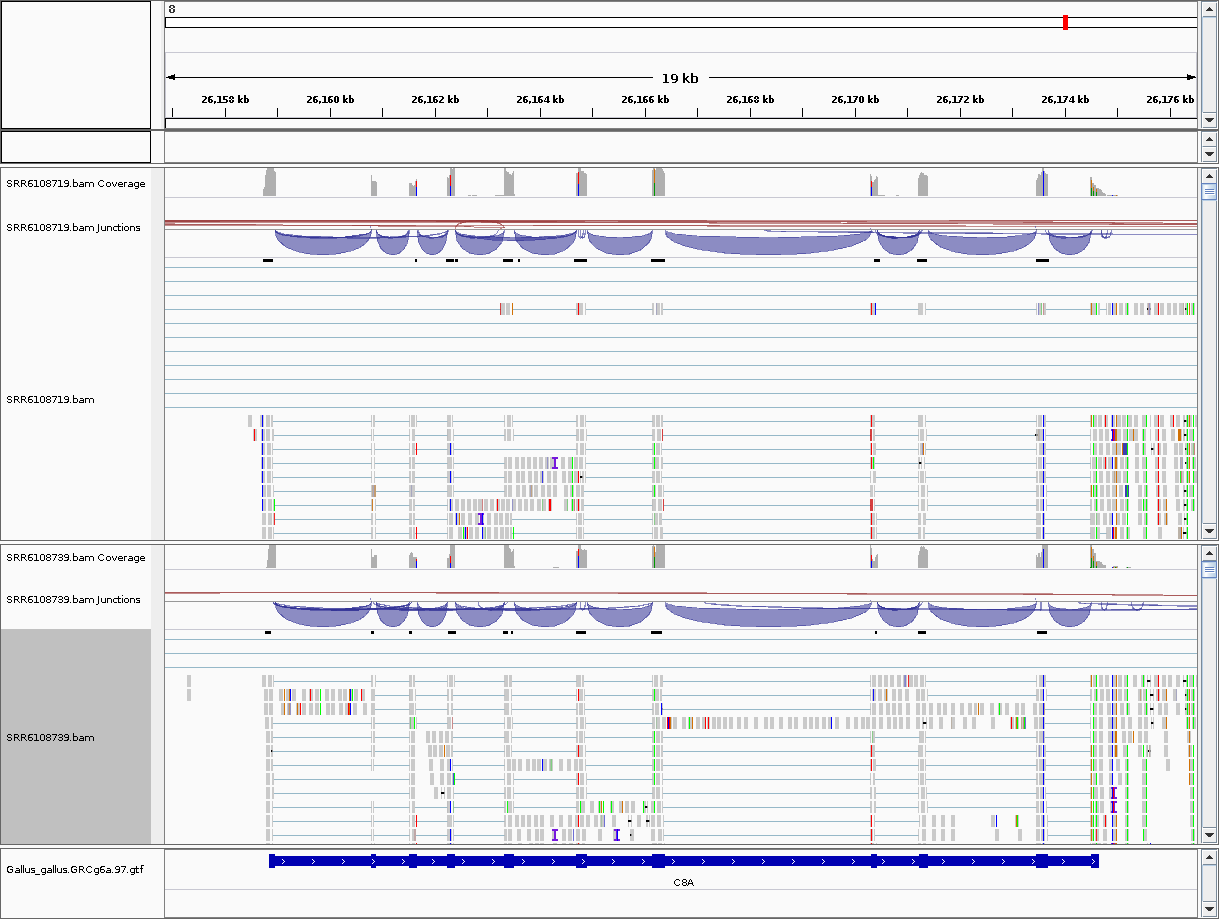 8
19 kb
26,158 kb 26,160 kb 26,162 kb 26,164 kb 26,166 kb 26,168 kb 26,170 kb 26,172 kb 26,174 kb 26,176 kb
SRR6108719.bam Coverage
SRR6108719.bam Junctions
SRR6108719.bam
SRR6108739.bam Coverage
SRR6108739.bam Junctions
SRR6108739.bam
Gallus_gallus.GRCg6a.97.gtf
C8A